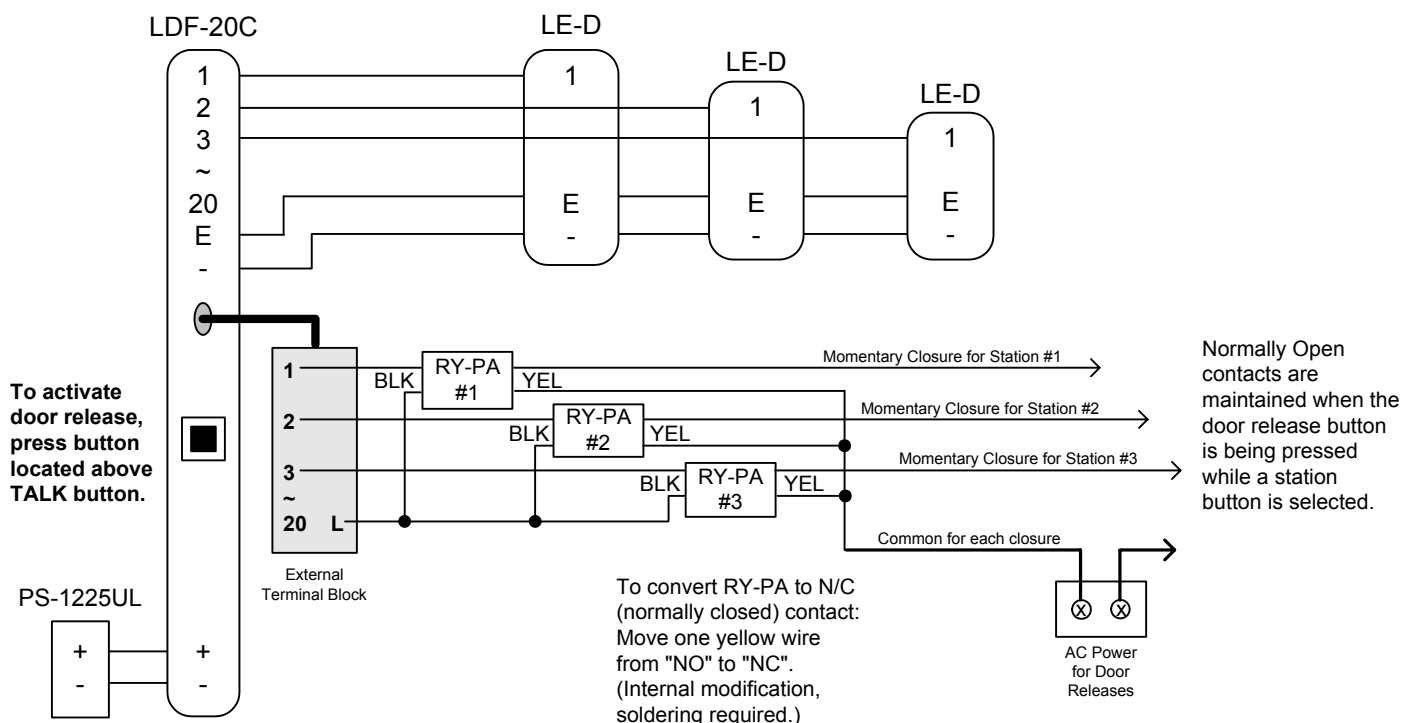 LDF-20C
LE-D
LE-D
LE-D
1
2
3
~
20
E
-
1
E
-
1
E
-
1
E
-
To activate
door release,
press button
located above
TALK button.
1
2
3
~
20 L
External
Terminal Block
BLK
RY-PA
#1
YEL
BLK
RY-PA
#2
YEL
BLK
RY-PA
#3
YEL
Momentary Closure for Station #1
Momentary Closure for Station #2
Momentary Closure for Station #3
Common for each closure
Normally Open
contacts are
maintained when the
door release button
is being pressed
while a station
button is selected.
PS-1225UL
+
-
+
-
To convert RY-PA to N/C
(normally closed) contact:
Move one yellow wire
from "NO" to "NC".
(Internal modification,
soldering required.)
X X
AC Power
for Door
Releases